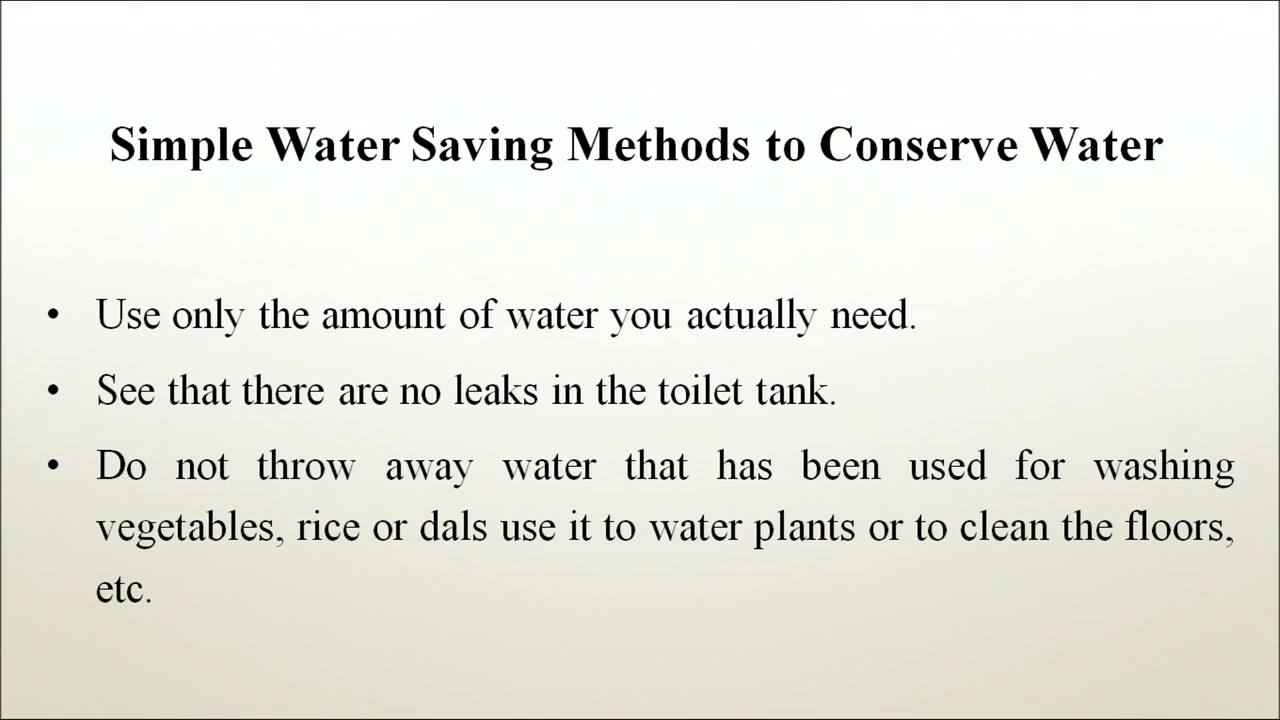 Simple Water Saving Methods to Conserve Water
• Use only the amount of water you actually need.
• See that there are no leaks in the toilet tank.
• Do not throw away water that has been used for washing
vegetables, rice or dals use it to water plants or to clean the floors,
etc.